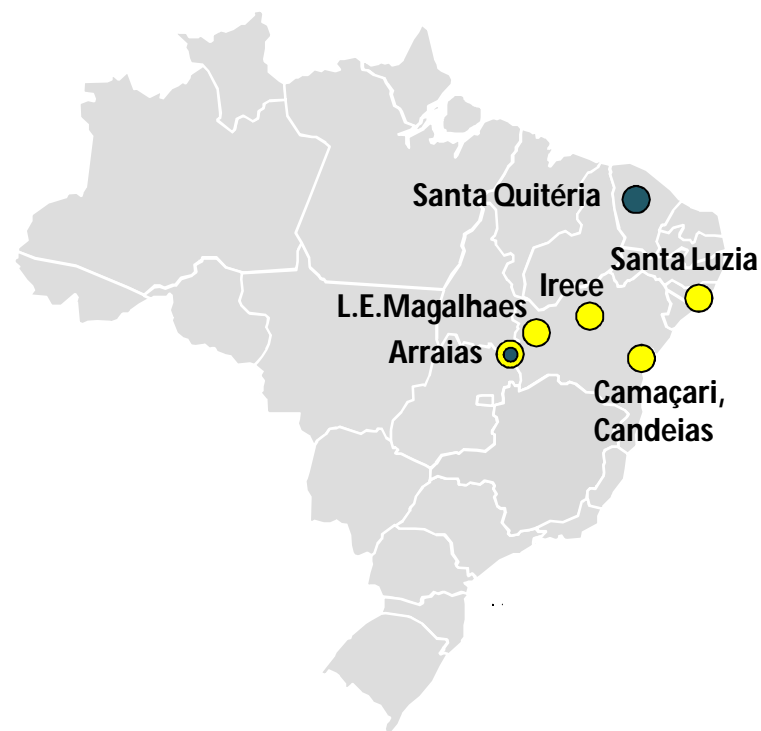 Santa Quitéria
Santa Luzia
Irece
L.E.Magalhaes
Arraias
Camaçari,
Candeias